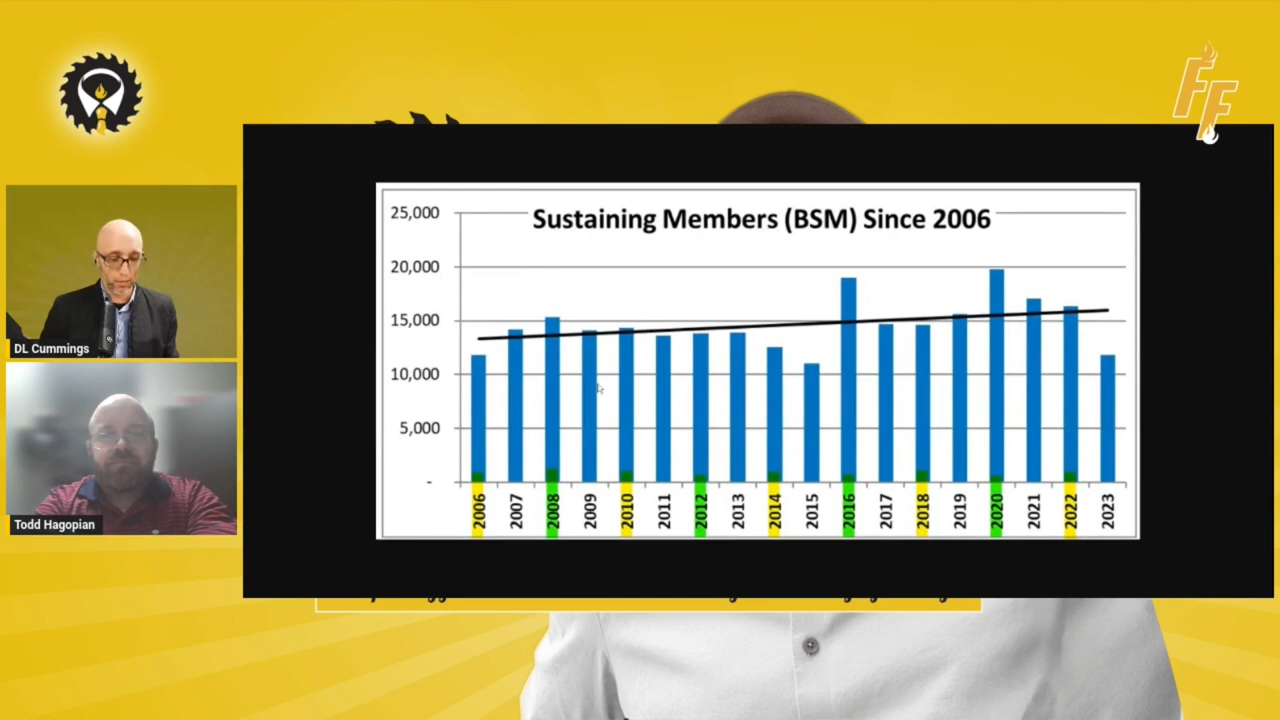 FF
DL Cummings
Todd Hagopian
Sustaining Members (BSM) Since 2006
25,000
20,000
15,000
10,000
5,000
-
2006 2007 2008 2009 2010 2011 2012 2013 2014 2015 2016 2017 2018 2019 2020 2021 2022 2023